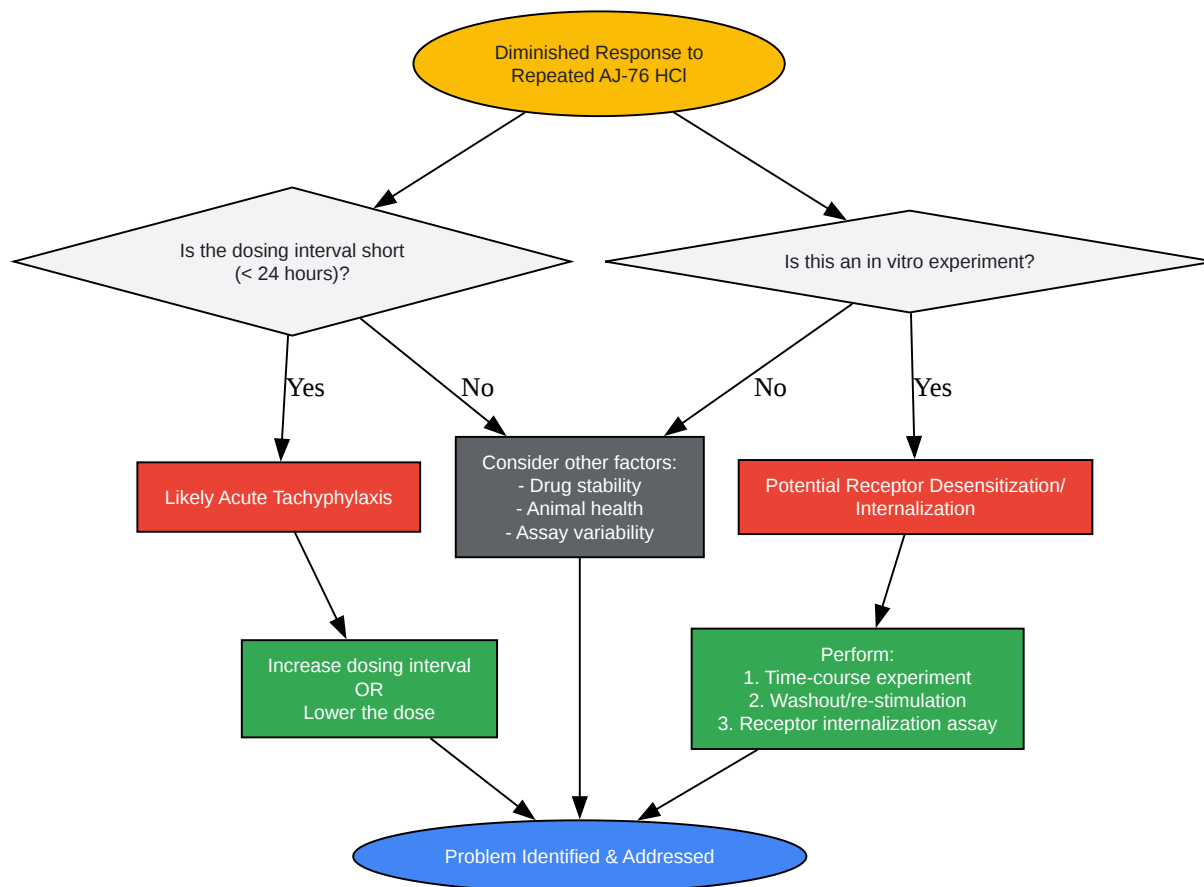 Diminished Response to
Repeated AJ-76 HCl
Is the dosing interval short
(< 24 hours)?
Is this an in vitro experiment?
Yes
No
No
Yes
Likely Acute Tachyphylaxis
Consider other factors:
- Drug stability
- Animal health
- Assay variability
Potential Receptor Desensitization/
Internalization
Increase dosing interval
OR
Lower the dose
Perform:
1. Time-course experiment
2. Washout/re-stimulation
3. Receptor internalization assay
Problem Identified & Addressed